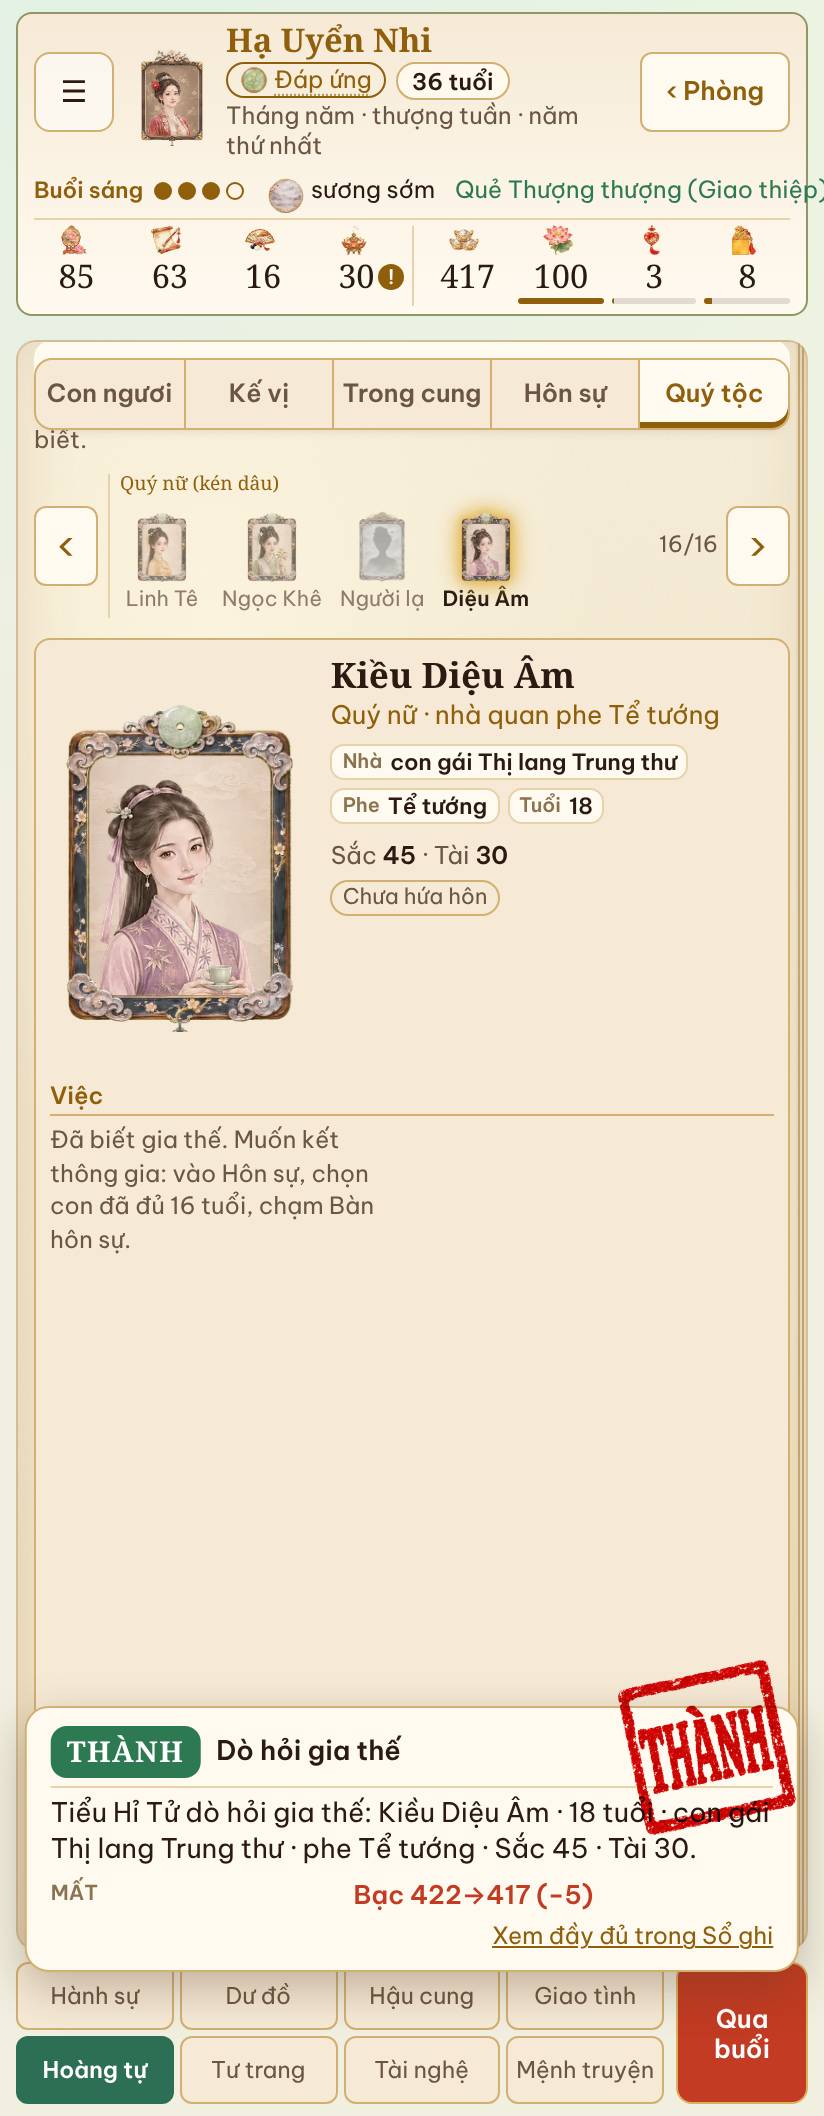 ☰
Hạ Uyển Nhi
Đáp ứng
36 tuổi
Tháng năm · thượng tuần · năm
thứ nhất
‹ Phòng
Buổi sáng
sương sớm
Quẻ Thượng thượng (Giao thiệp)
85
63
16
30
!
417
100
3
8
Con ngươi
Kế vị
Trong cung
Hôn sự
Quý tộc
biết.
Quý nữ (kén dâu)
‹
Linh Tê
Ngọc Khê
Người lạ
Diệu Âm
16/16
›
Kiều Diệu Âm
Quý nữ · nhà quan phe Tể tướng
Nhà con gái Thị lang Trung thư
Phe Tể tướng
Tuổi 18
Sắc 45 · Tài 30
Chưa hứa hôn
Việc
Đã biết gia thế. Muốn kết
thông gia: vào Hôn sự, chọn
con đã đủ 16 tuổi, chạm Bàn
hôn sự.
THÀNH
THÀNH Dò hỏi gia thế
Tiểu Hỉ Tử dò hỏi gia thế: Kiều Diệu Âm · 18 tuổi · con gái
Thị lang Trung thư · phe Tể tướng · Sắc 45 · Tài 30.
MẤT
Bạc 422→417 (−5)
Xem đầy đủ trong Sổ ghi
Hành sự
Dư đồ
Hậu cung
Giao tình
Qua
buổi
Hoàng tự
Tư trang
Tài nghệ
Mệnh truyện